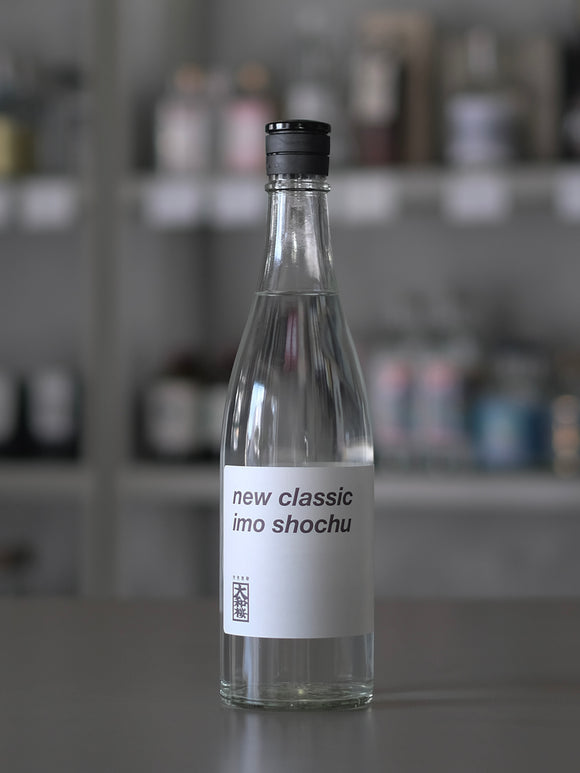 new classic
imo shochu
大和桜